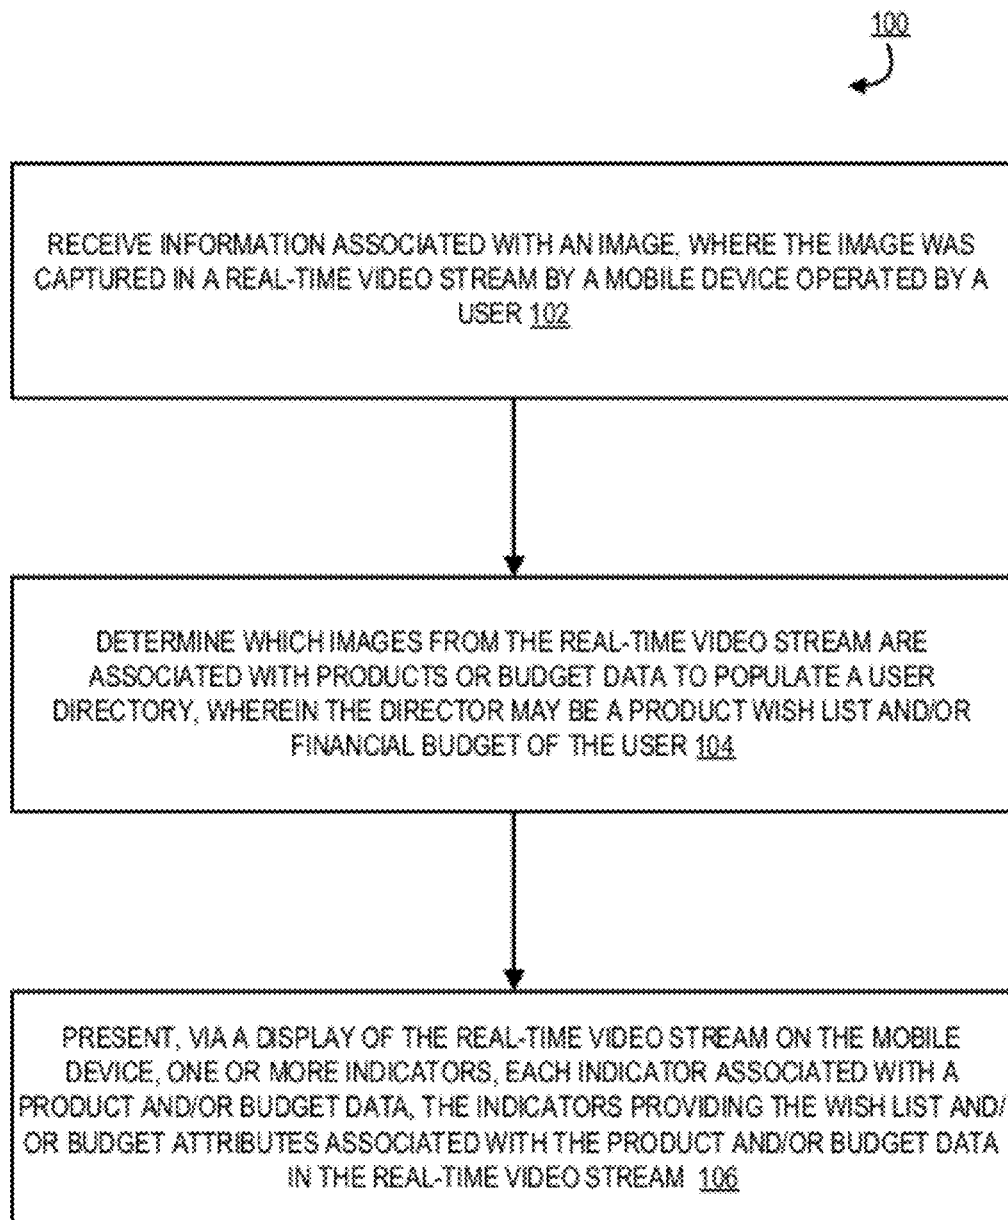 100
RECEIVE INFORMATION ASSOCIATED WITH AN IMAGE, WHERE THE IMAGE WAS
CAPTURED IN A REAL-TIME VIDEO STREAM BY A MOBILE DEVICE OPERATED BY A
USER 102
DETERMINE WHICH IMAGES FROM THE REAL-TIME VIDEO STREAM ARE
ASSOCIATED WITH PRODUCTS OR BUDGET DATA TO POPULATE A USER
DIRECTORY, WHEREIN THE DIRECTOR MAY BE A PRODUCT WISH LIST AND/OR
FINANCIAL BUDGET OF THE USER 104
PRESENT, VIA A DISPLAY OF THE REAL-TIME VIDEO STREAM ON THE MOBILE
DEVICE, ONE OR MORE INDICATORS, EACH INDICATOR ASSOCIATED WITH A
PRODUCT AND/OR BUDGET DATA, THE INDICATORS PROVIDING THE WISH LIST AND/
OR BUDGET ATTRIBUTES ASSOCIATED WITH THE PRODUCT AND/OR BUDGET DATA
IN THE REAL-TIME VIDEO STREAM 106